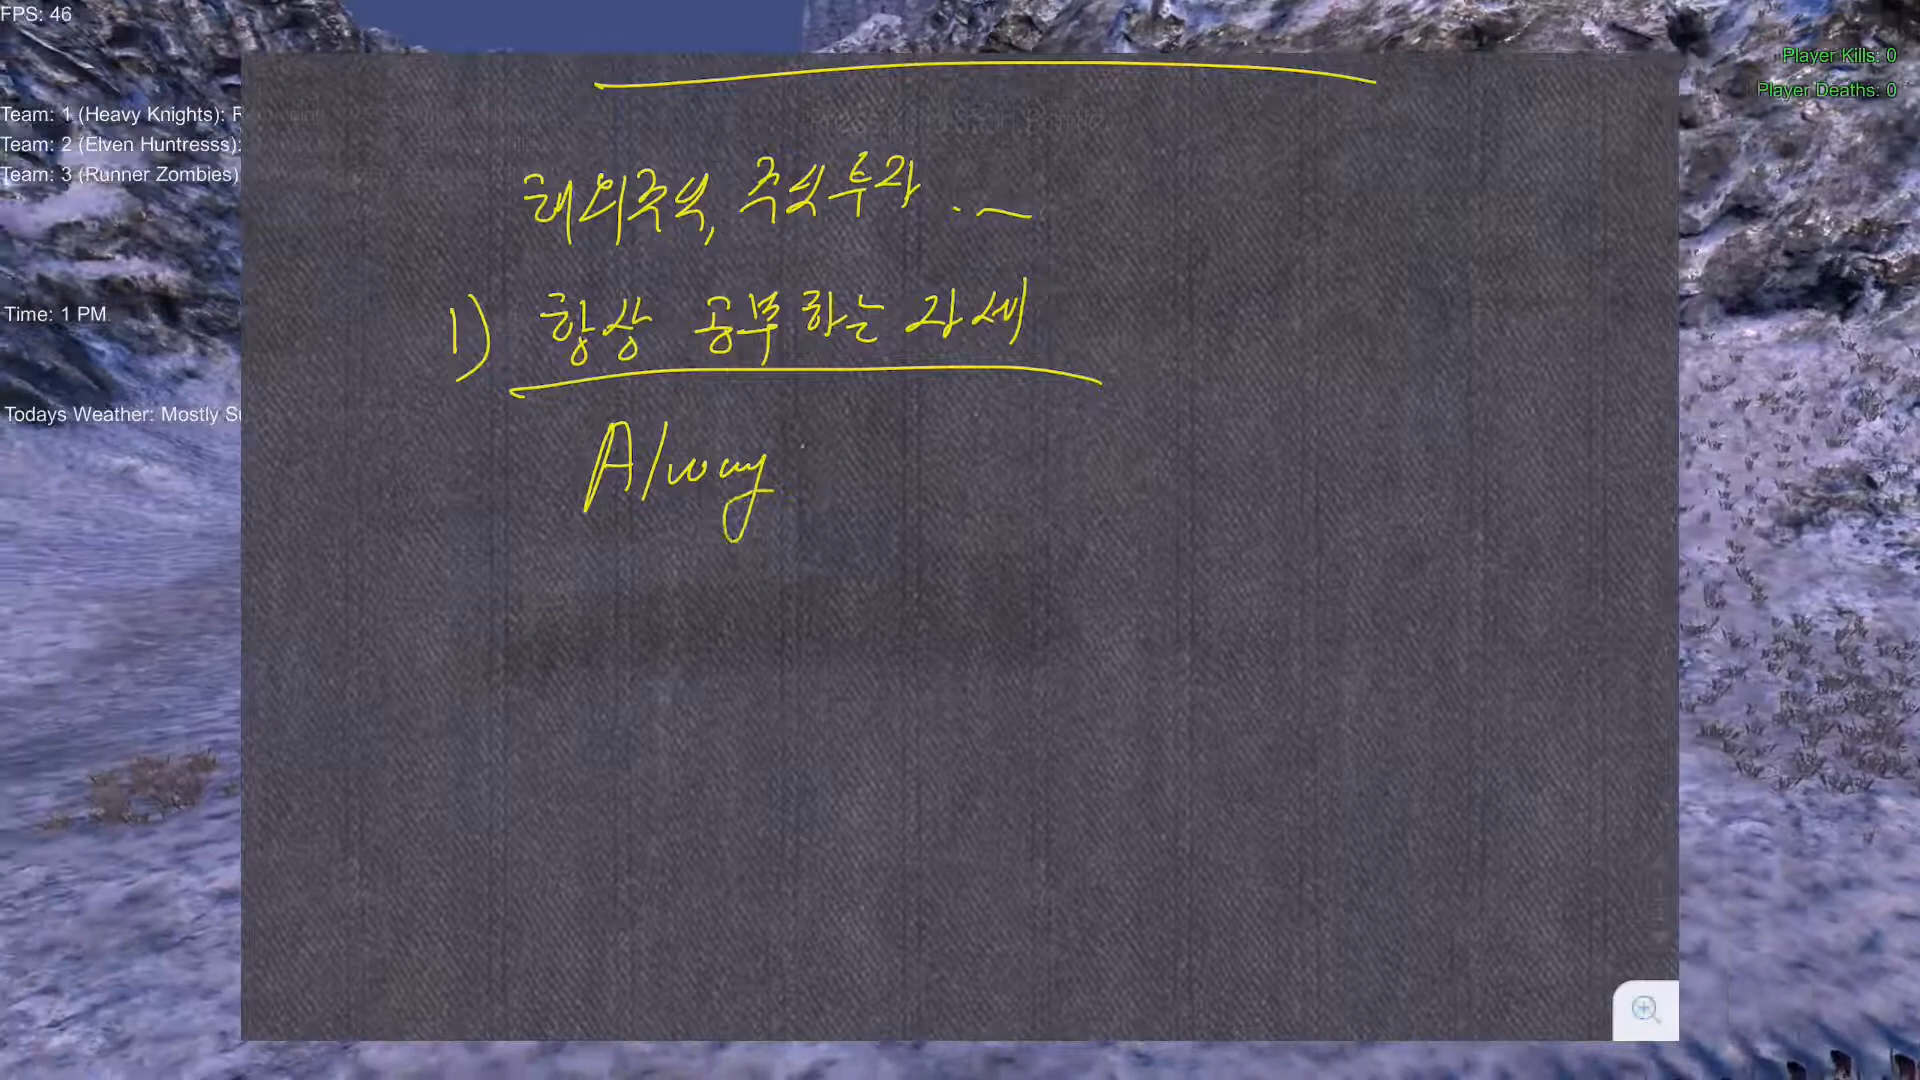 FPS: 46
Player Kills: 0
Player Deaths: 0
Team: 1 (Heavy Knights):
Team: 2 (Elven Huntresss):
Team: 3 (Runner Zombies)
해외주식, 주식투자 . ~
1) 항상 공부하는 자세
Time: 1 PM
Todays Weather: Mostly
Alway